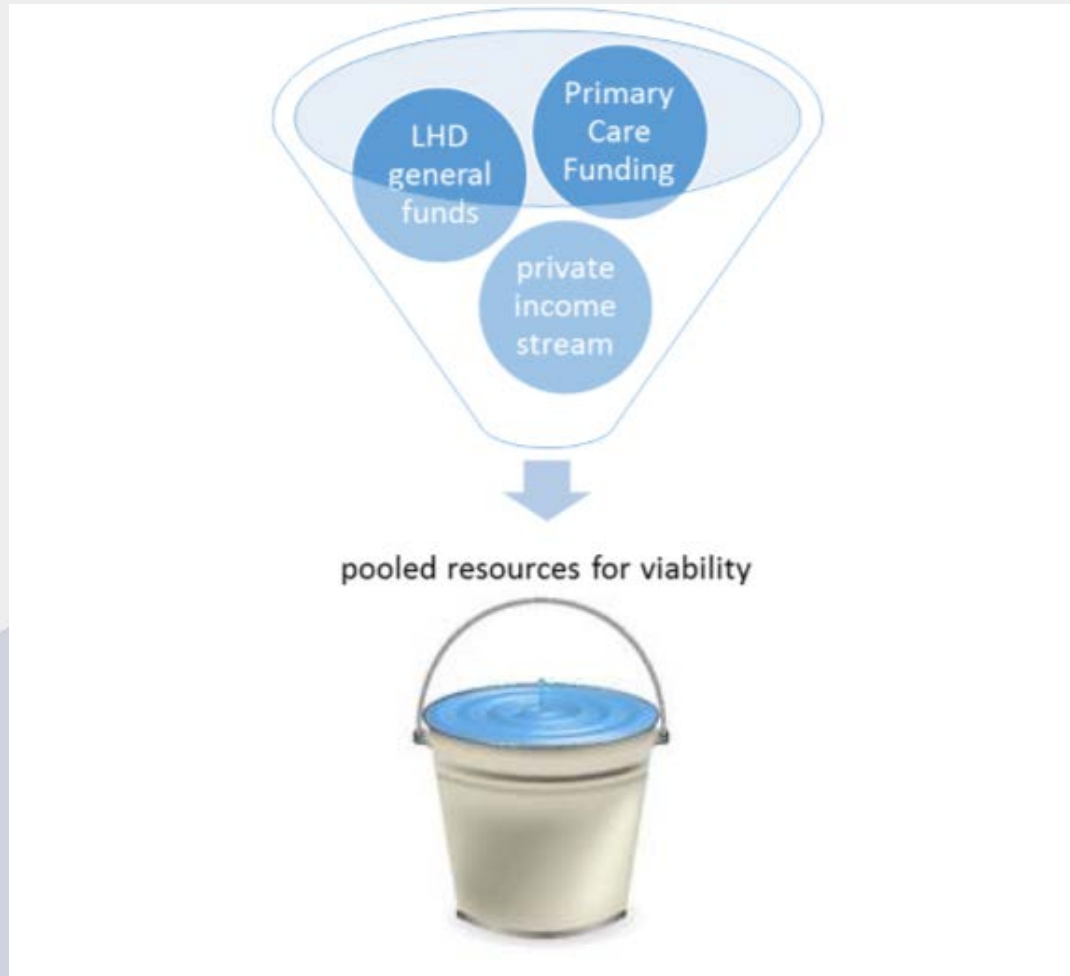 Primary
Care
Funding
LHD
general
funds
private
income
stream
pooled resources for viability